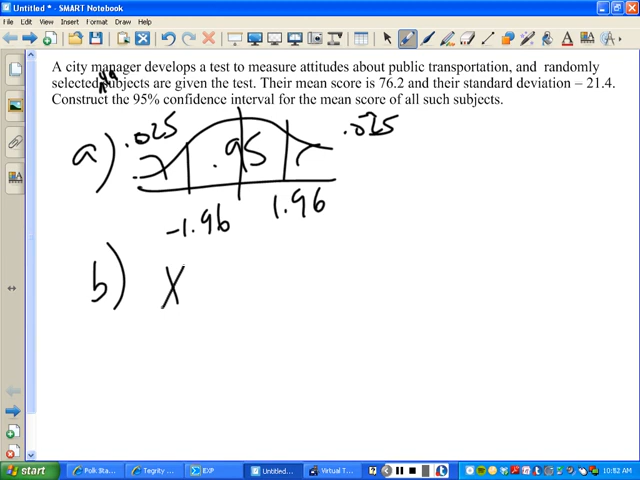 Untitled * - SMART Notebook
File Edit View Insert Format Draw Help
A city manager develops a test to measure attitudes about public transportation, and randomly
selected subjects are given the test. Their mean score is 76.2 and their standard deviation – 21.4.
Construct the 95% confidence interval for the mean score of all such subjects.
a) .025 .95 .025
-1.96 1.96
b) X
start Polk Sta... Tegrity ... EXP Untitled... Virtual T... 10:52 AM